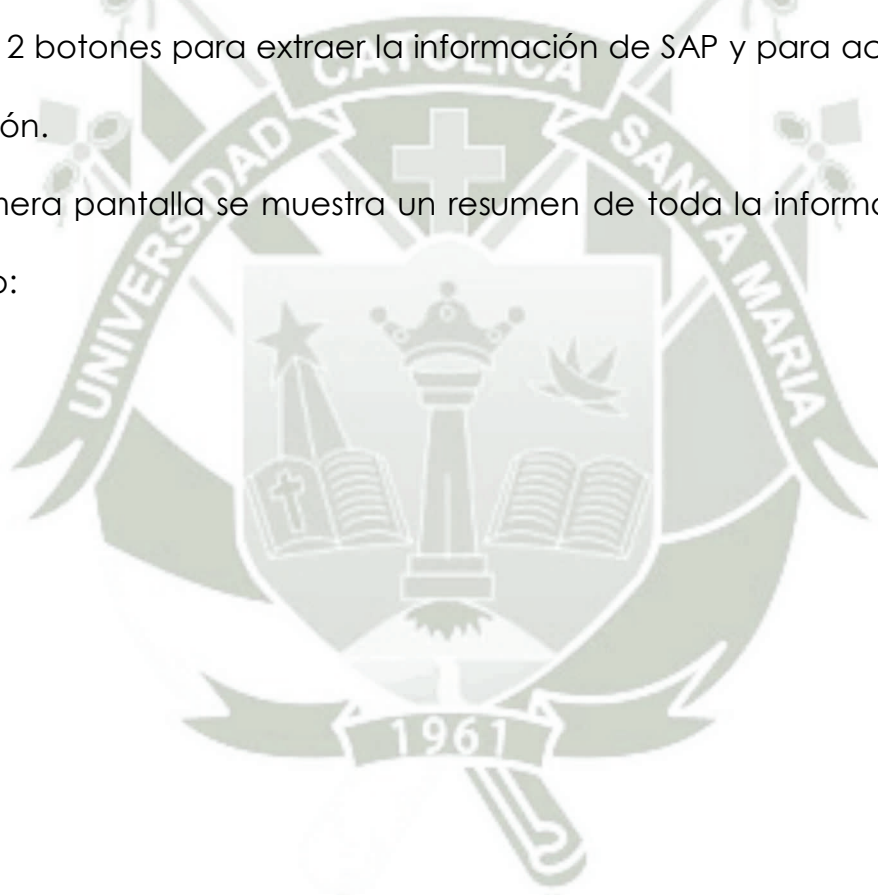 2 botones para extraer la información de SAP y para ac
ón.
nera pantalla se muestra un resumen de toda la informa
o:
UNIVERSIDAD
CATOLICA
SANTA MARIA
1961